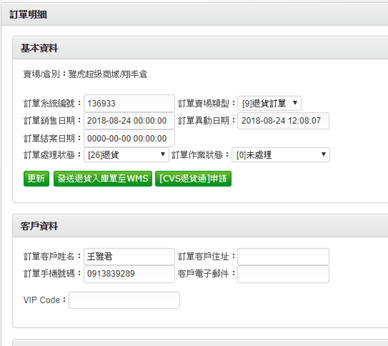 訂單明細
基本資料
賣場/盒別：雅虎超級商城/翔丰盒
訂單系統編號：136933 訂單賣場類型：[9]退貨訂單
訂單銷售日期：2018-08-24 00:00:00 訂單異動日期：2018-08-24 12:08:07
訂單結案日期：0000-00-00 00:00:00
訂單處理狀態：[26]退貨 訂單作業狀態：[0]未處理
更新 發送退貨入庫單至WMS [CVS退貨通]申請
客戶資料
訂單客戶姓名：王雅君 訂單客戶住址：
訂單手機號碼：0913839289 客戶電子郵件：
VIP Code：